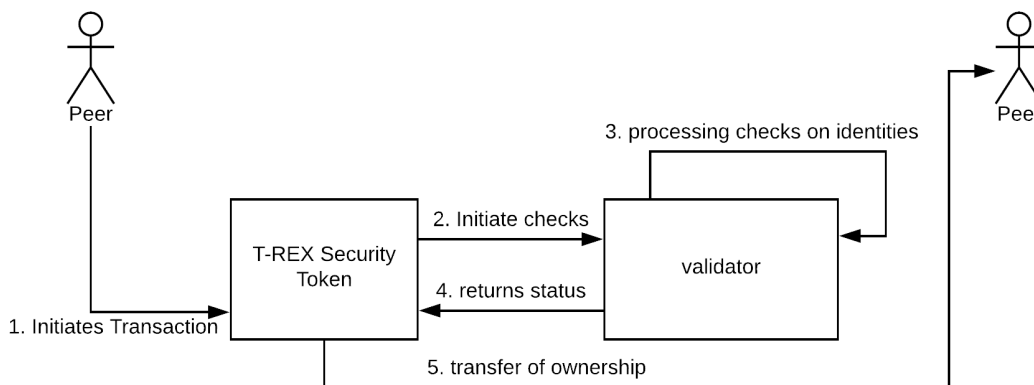 Peer
Pee
3. processing checks on identities
2. Initiate checks
T-REX Security
Token
validator
4. returns status
1. Initiates Transaction
5. transfer of ownership